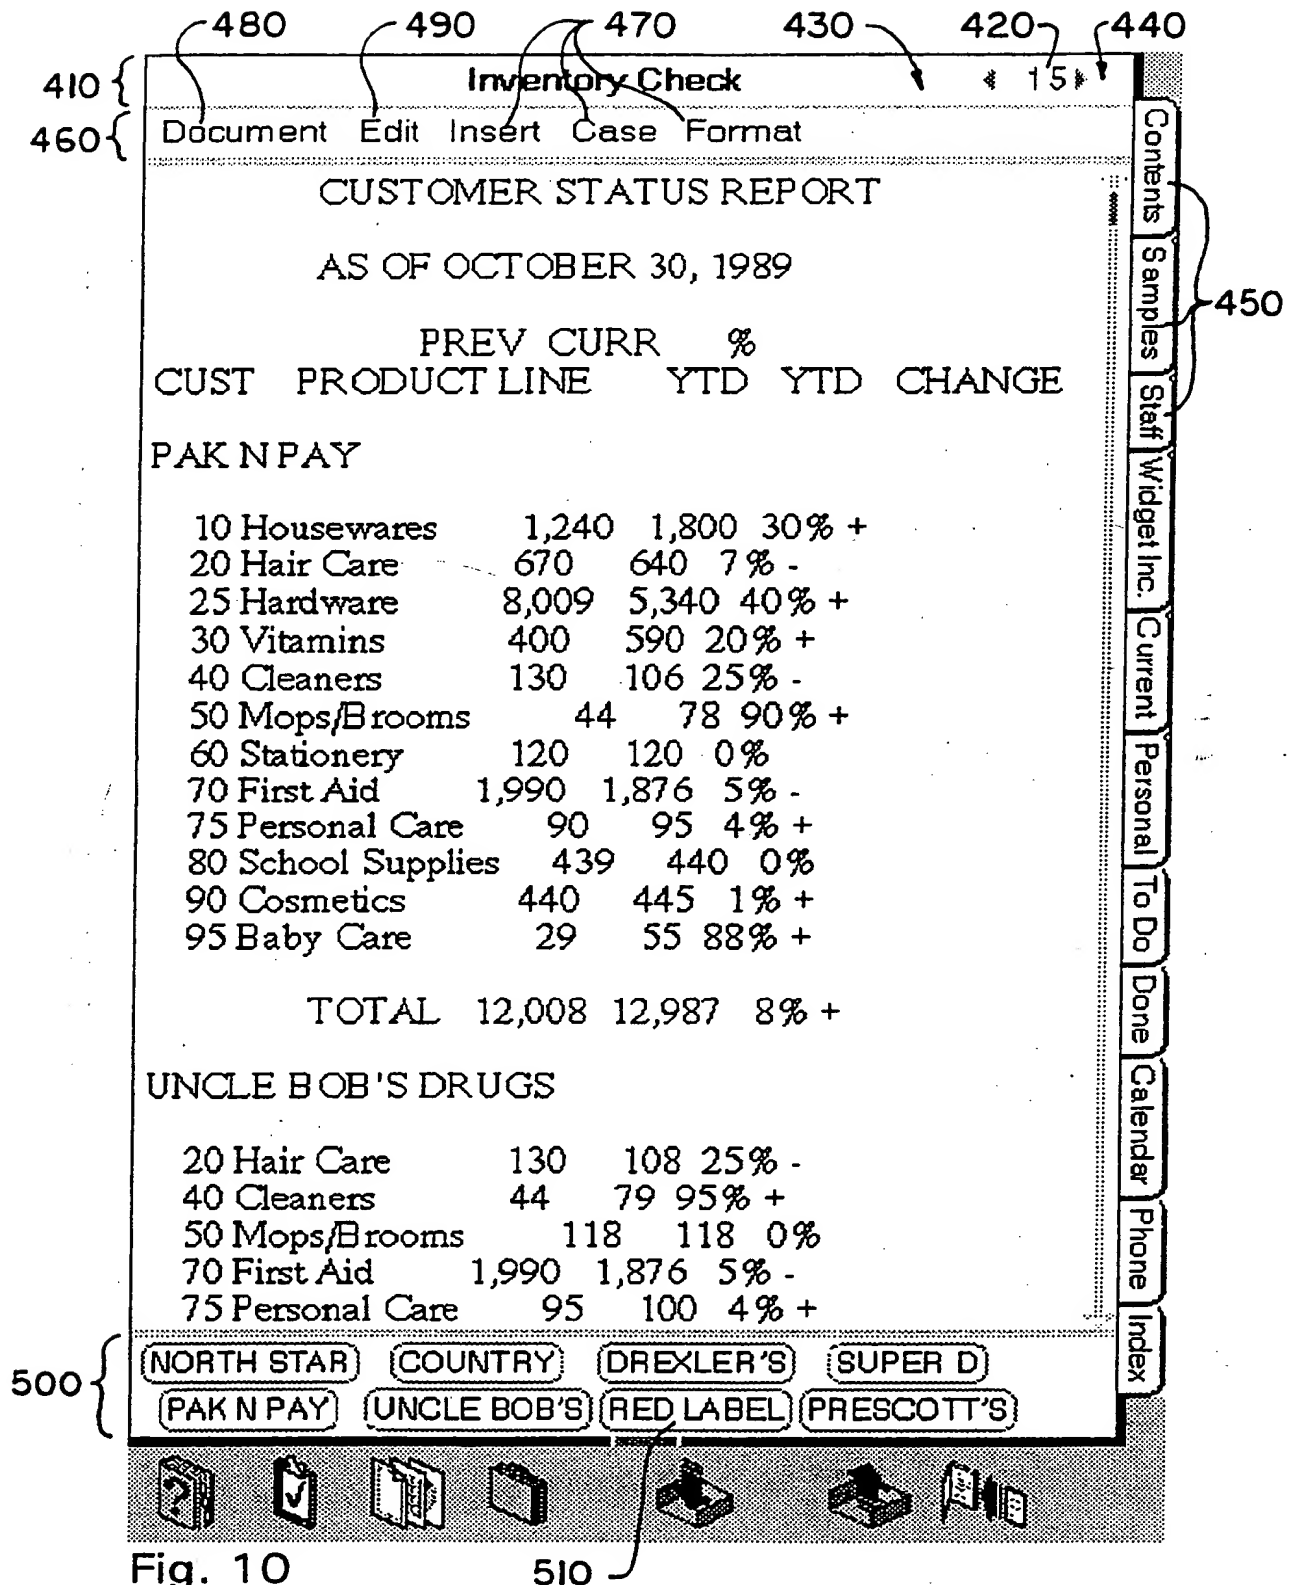 480 490 470 430 420 440
410 Inventory Check 15
460 Document Edit Insert Case Format
CUSTOMER STATUS REPORT
AS OF OCTOBER 30, 1989
PREV CURR %
CUST PRODUCT LINE YTD YTD CHANGE
PAK N PAY
10 Housewares 1,240 1,800 30% +
20 Hair Care 670 640 7% -
25 Hardware 8,009 5,340 40% +
30 Vitamins 400 590 20% +
40 Cleaners 130 106 25% -
50 Mops/Brooms 44 78 90% +
60 Stationery 120 120 0%
70 First Aid 1,990 1,876 5% -
75 Personal Care 90 95 4% +
80 School Supplies 439 440 0%
90 Cosmetics 440 445 1% +
95 Baby Care 29 55 88% +
TOTAL 12,008 12,987 8% +
UNCLE BOB'S DRUGS
20 Hair Care 130 108 25% -
40 Cleaners 44 79 95% +
50 Mops/Brooms 118 118 0%
70 First Aid 1,990 1,876 5% -
75 Personal Care 95 100 4% +
Contents
Samples
Staff
Widget Inc.
Current
Personal
To Do
Done
Calendar
Phone
Index
450
500
NORTH STAR COUNTRY DREXLER'S SUPER D
PAK N PAY UNCLE BOB'S RED LABEL PRESCOTT'S
?
Fig. 10
510